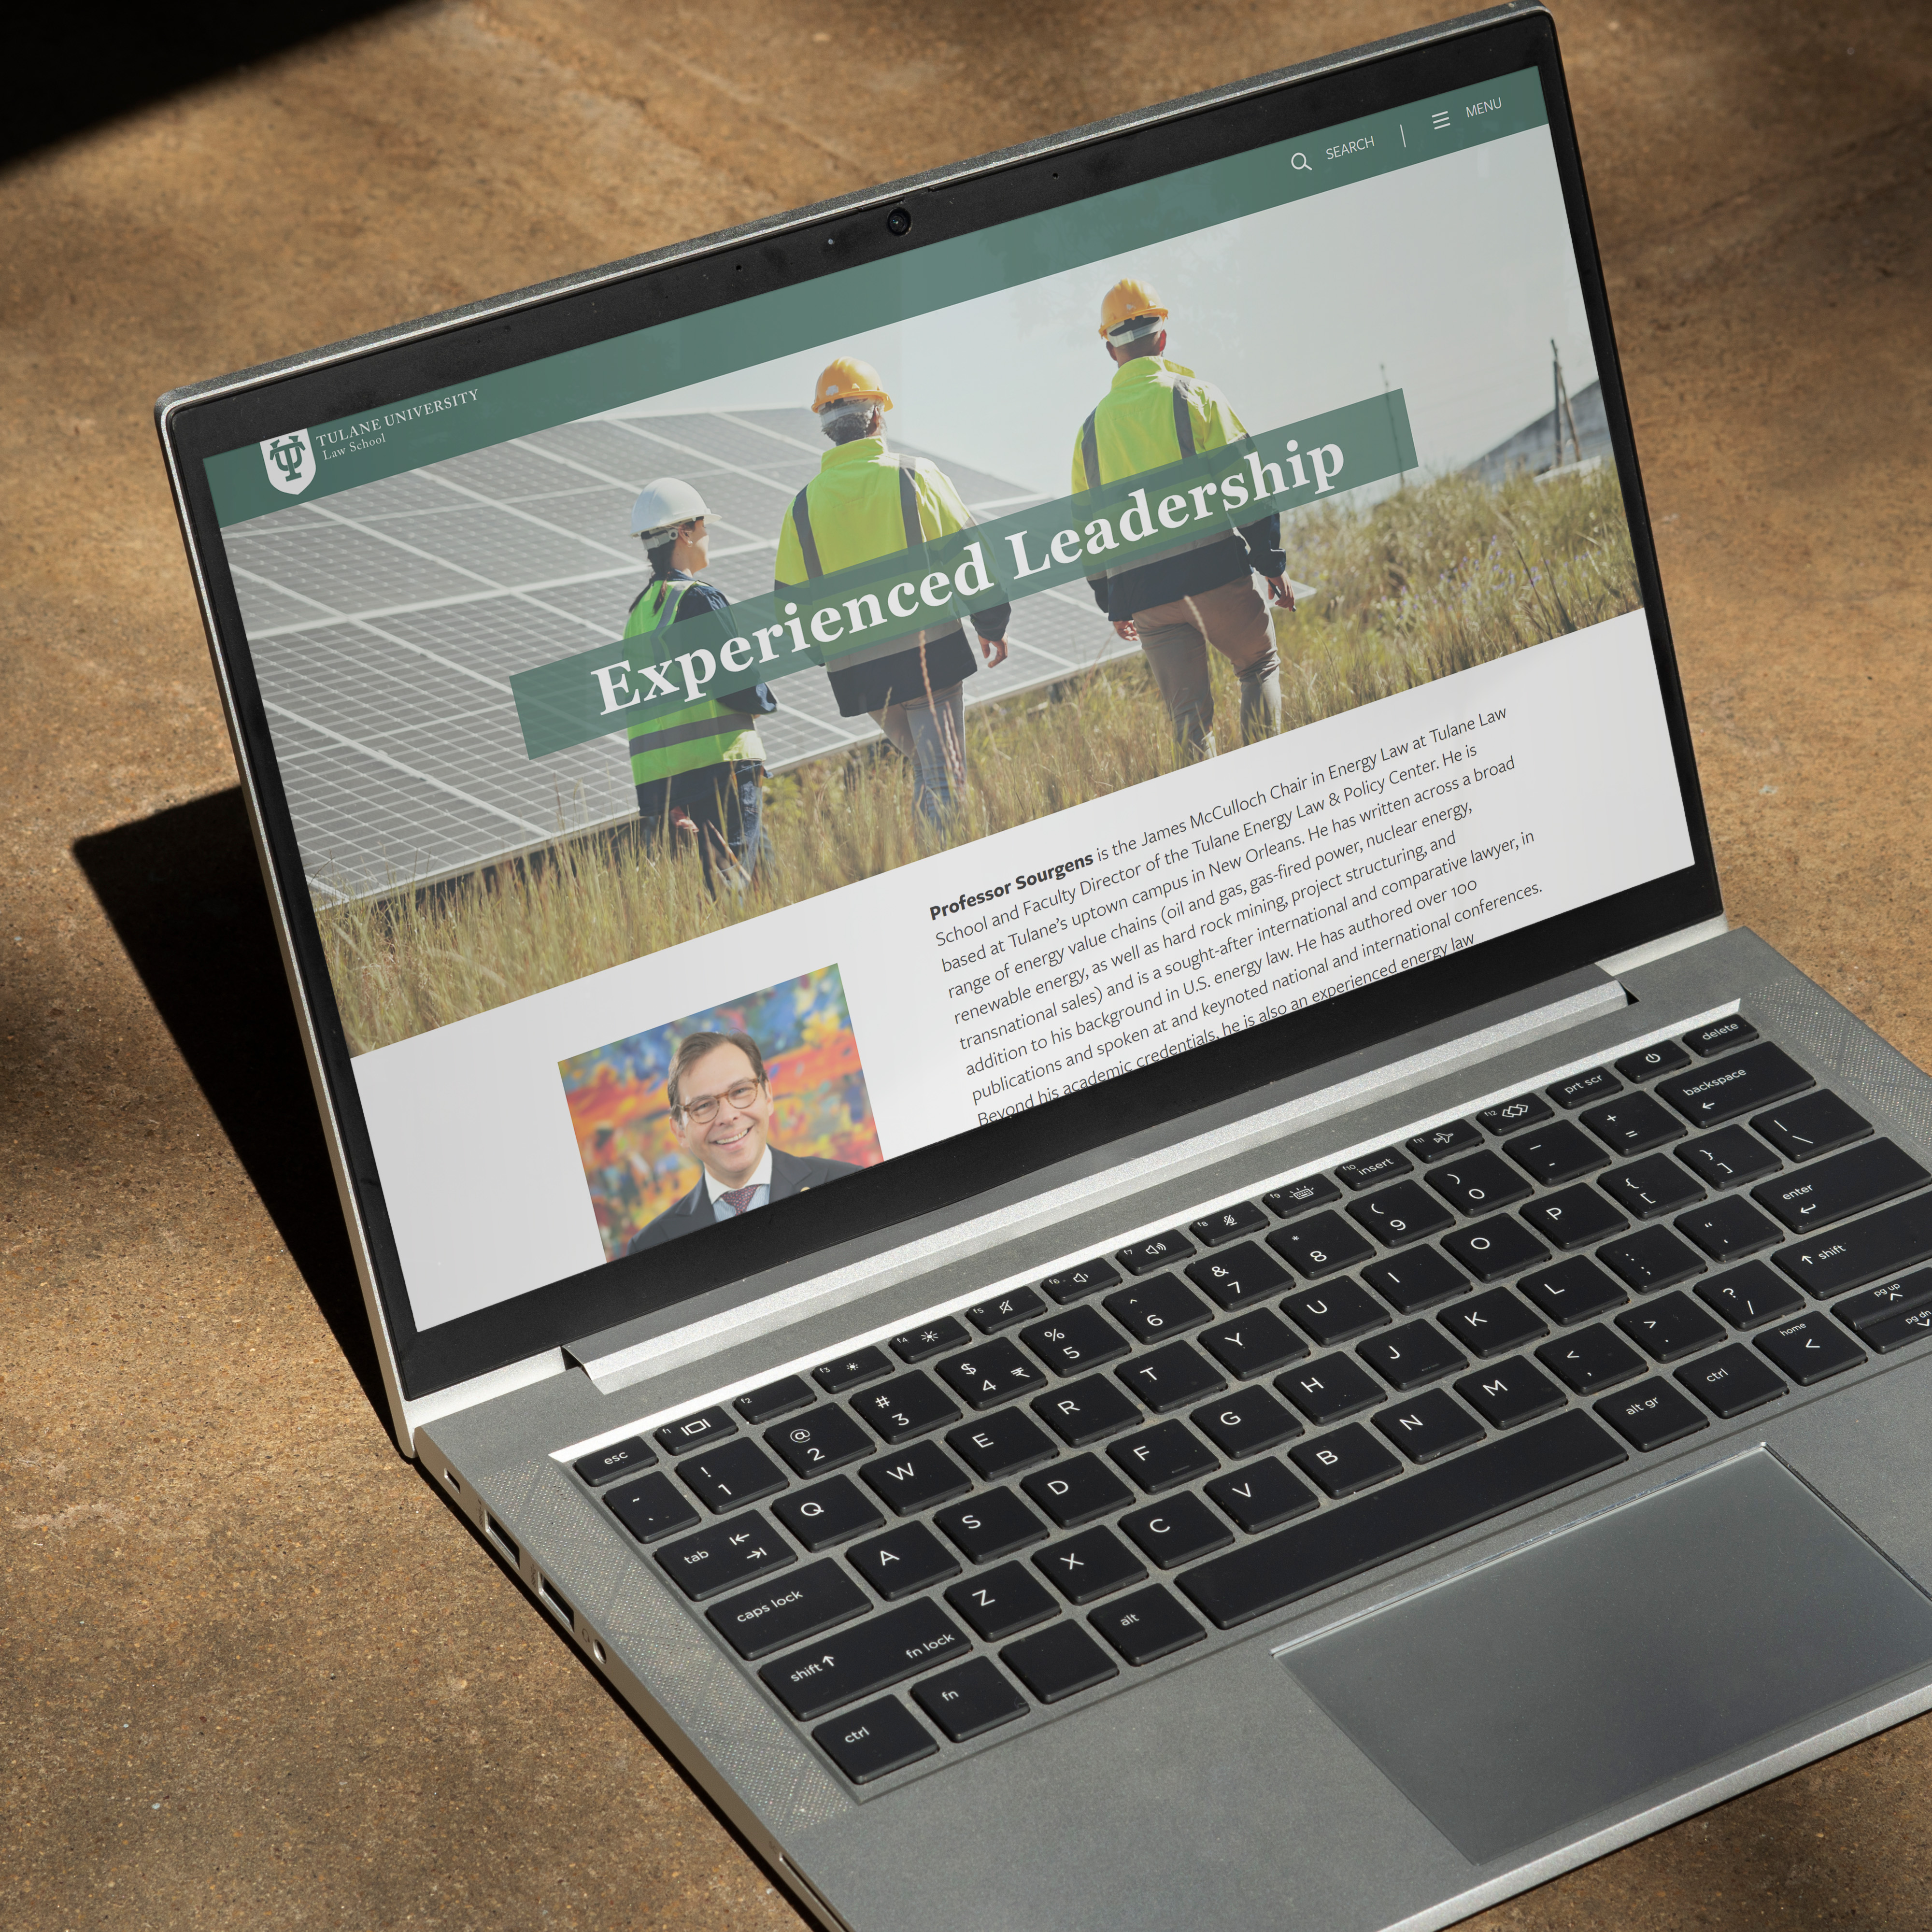 SEARCH
MENU
TULANE UNIVERSITY
Law School
Experienced Leadership
Professor Sourgens is the James McCulloch Chair in Energy Law at Tulane Law
School and Faculty Director of the Tulane Energy Law & Policy Center. He is
based at Tulane’s uptown campus in New Orleans. He has written across a broad
range of energy value chains (oil and gas, gas-fired power, nuclear energy,
renewable energy, as well as hard rock mining, project structuring, and
transnational sales) and is a sought-after international and comparative lawyer, in
addition to his background in U.S. energy law. He has authored over 100
publications and spoken at and keynoted national and international conferences.
Beyond his academic credentials, he is also an experienced energy law
esc f1 f2 f3 f4 f5 f6 f7 f8 f9 f10 insert f11 f12 prt scr delete
~ ` ! 1 @ 2 # 3 $ 4 ₹ % 5 ^ 6 & 7 * 8 ( 9 ) 0 _ - + = backspace
tab Q W E R T Y U I O P { [ } ] | \
caps lock A S D F G H J K L : ; " ' enter
shift fn lock Z X C V B N M < , > . ? / shift
ctrl fn alt alt gr ctrl home pg up pg dn